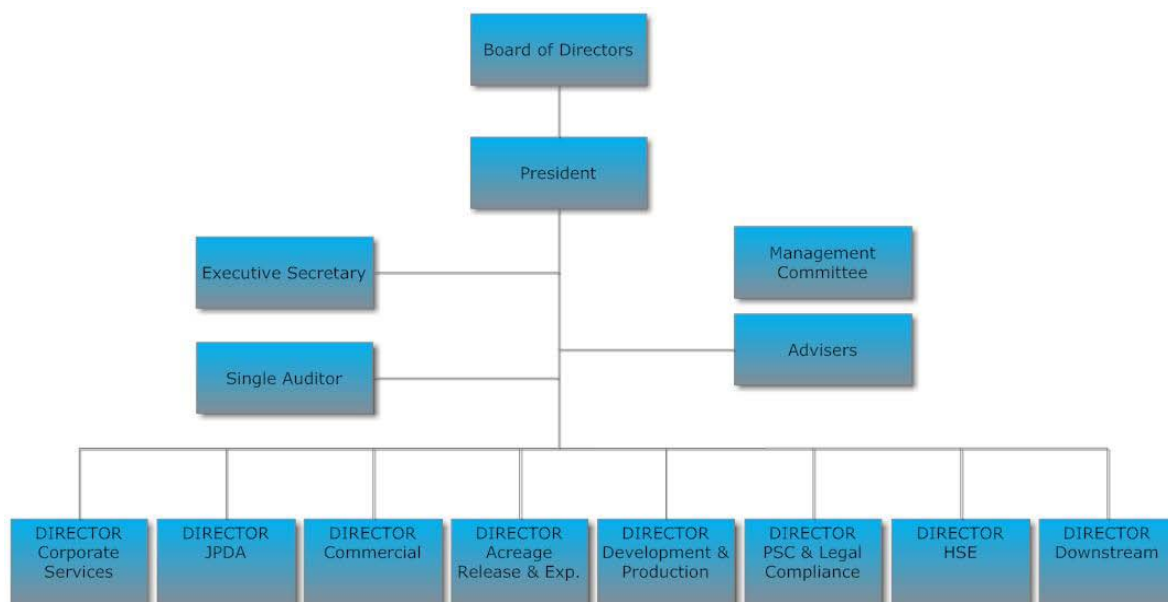 Board of Directors
President
Executive Secretary
Management
Committee
Single Auditor
Advisers
DIRECTOR
Corporate
Services
DIRECTOR
JPDA
DIRECTOR
Commercial
DIRECTOR
Acreage
Release & Exp.
DIRECTOR
Development &
Production
DIRECTOR
PSC & Legal
Compliance
DIRECTOR
HSE
DIRECTOR
Downstream